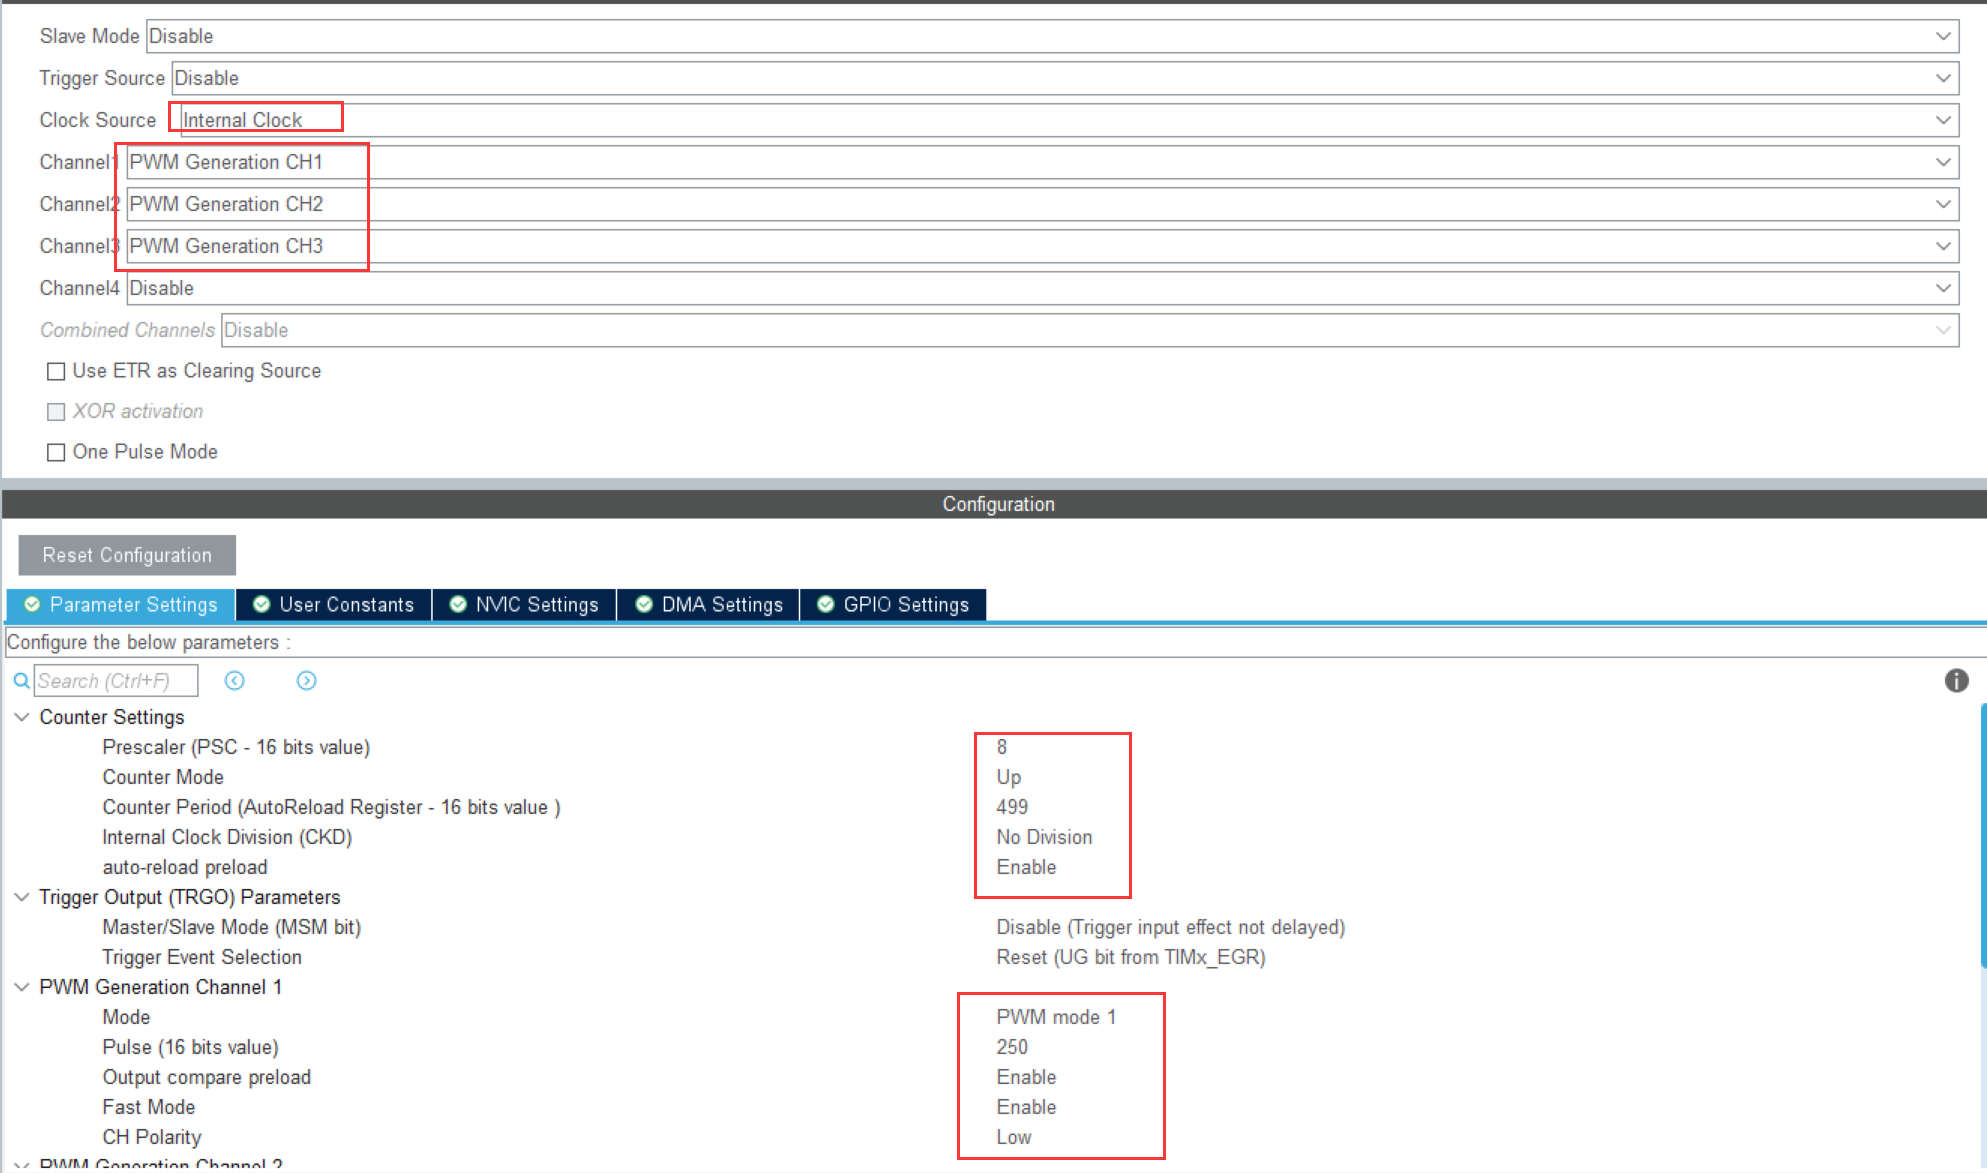 Slave Mode Disable
Trigger Source Disable
Clock Source Internal Clock
Channel1 PWM Generation CH1
Channel2 PWM Generation CH2
Channel3 PWM Generation CH3
Channel4 Disable
Combined Channels Disable
Use ETR as Clearing Source
XOR activation
One Pulse Mode
Configuration
Reset Configuration
Parameter Settings User Constants NVIC Settings DMA Settings GPIO Settings
Configure the below parameters :
Search (Ctrl+F)
Counter Settings
Prescaler (PSC - 16 bits value) 8
Counter Mode Up
Counter Period (AutoReload Register - 16 bits value ) 499
Internal Clock Division (CKD) No Division
auto-reload preload Enable
Trigger Output (TRGO) Parameters
Master/Slave Mode (MSM bit) Disable (Trigger input effect not delayed)
Trigger Event Selection Reset (UG bit from TIMx_EGR)
PWM Generation Channel 1
Mode PWM mode 1
Pulse (16 bits value) 250
Output compare preload Enable
Fast Mode Enable
CH Polarity Low
PWM Generation Channel 2